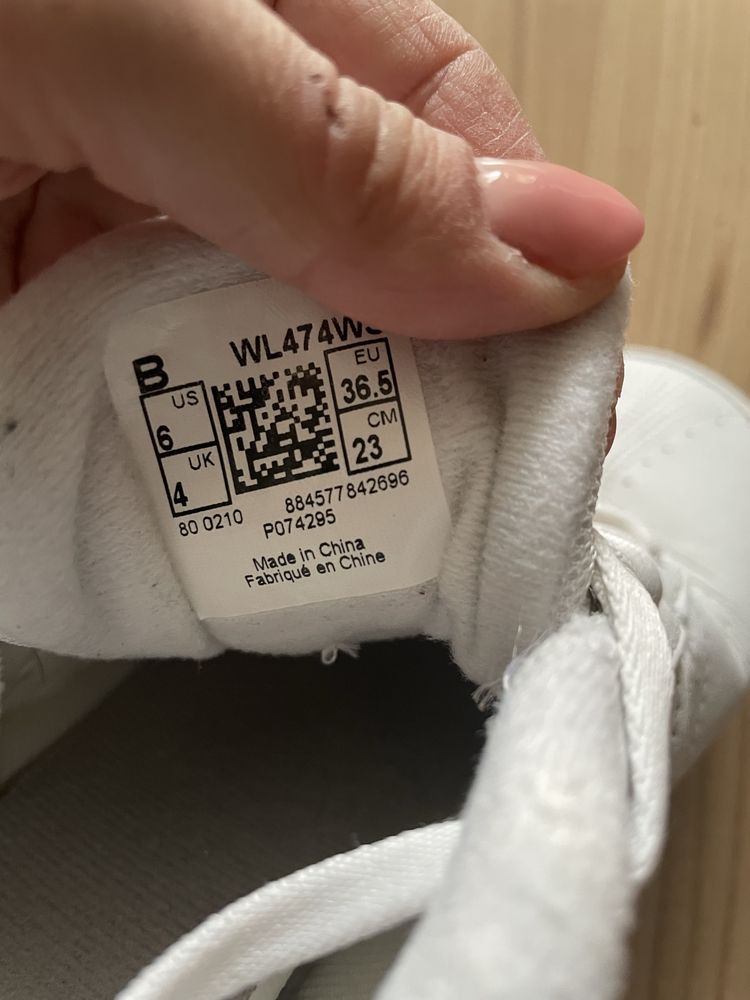 B WL474W
US 6 EU 36.5
UK 4 CM 23
80 0210 884577842696
P074295
Made in China
Fabriqué en Chine